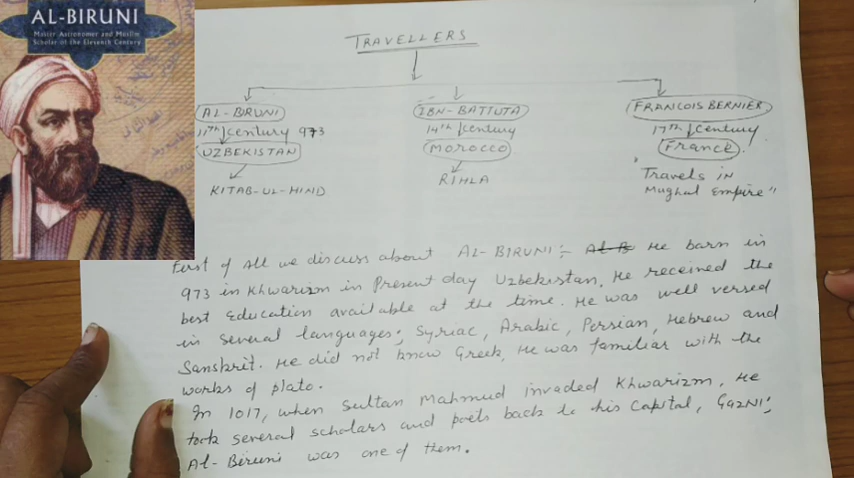 AL-BIRUNI
Master Astronomer and Muslim
Scholar of the Eleventh Century
TRAVELLERS
AL-BIRUNI
11th century 973
UZBEKISTAN
KITAB-UL-HIND
IBN-BATTUTA
14th century
MOROCCO
RIHLA
FRANCOIS BERNIER
17th century
France
"Travels in
Mughal Empire"
First of all we discuss about AL-BIRUNI:- Al B He barn in
973 in Khwarizm in Present day Uzbekistan. He received the
best Education available at the time. He was well versed
in several languages; Syriac, Arabic, Persian, Hebrew and
Sanskrit. He did not know Greek, He was familiar with the
works of plato.
In 1017, when Sultan Mahmud invaded Khwarizm, He
took several scholars and poets back to his Capital, Gazni;
Al-Beruni was one of them.